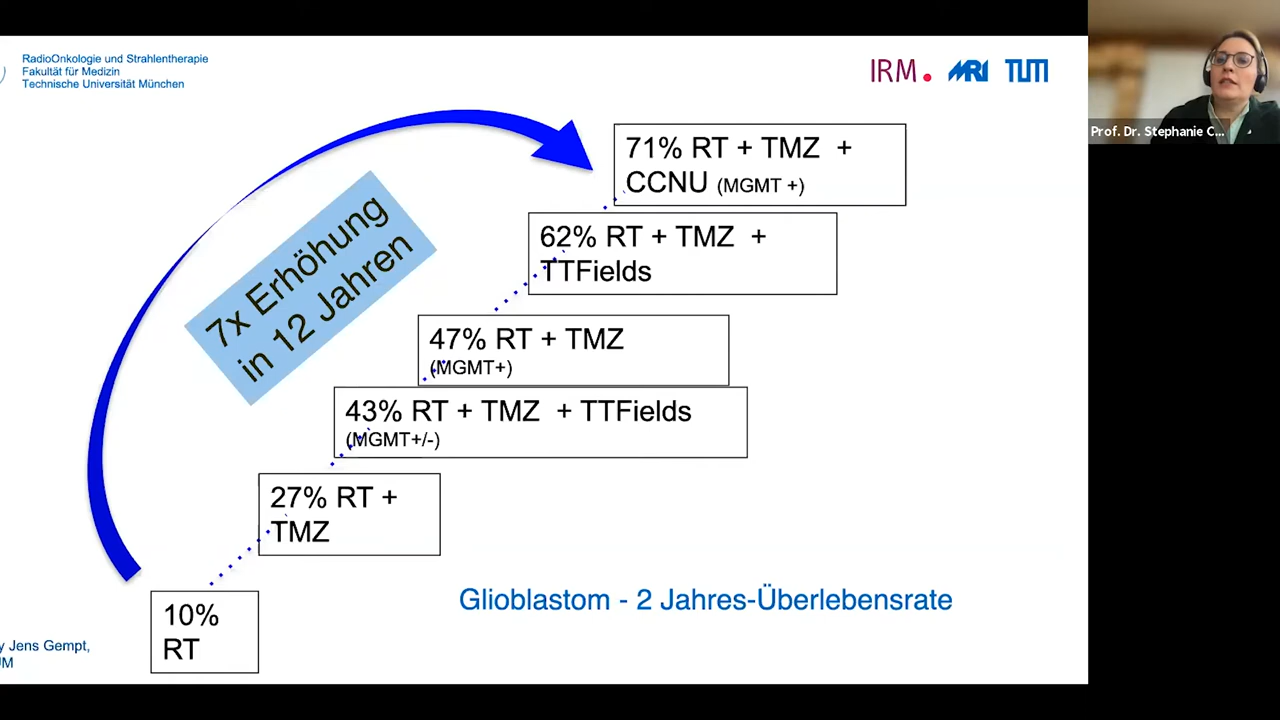 RadioOnkologie und Strahlentherapie
Fakultät für Medizin
Technische Universität München
IRM.
MRI
TUM
Prof. Dr. Stephanie C...
71% RT + TMZ +
CCNU (MGMT +)
62% RT + TMZ +
TTFields
7x Erhöhung
in 12 Jahren
47% RT + TMZ
(MGMT+)
43% RT + TMZ + TTFields
(MGMT+/-)
27% RT +
TMZ
Glioblastom - 2 Jahres-Überlebensrate
10%
RT
y Jens Gempt,
UM